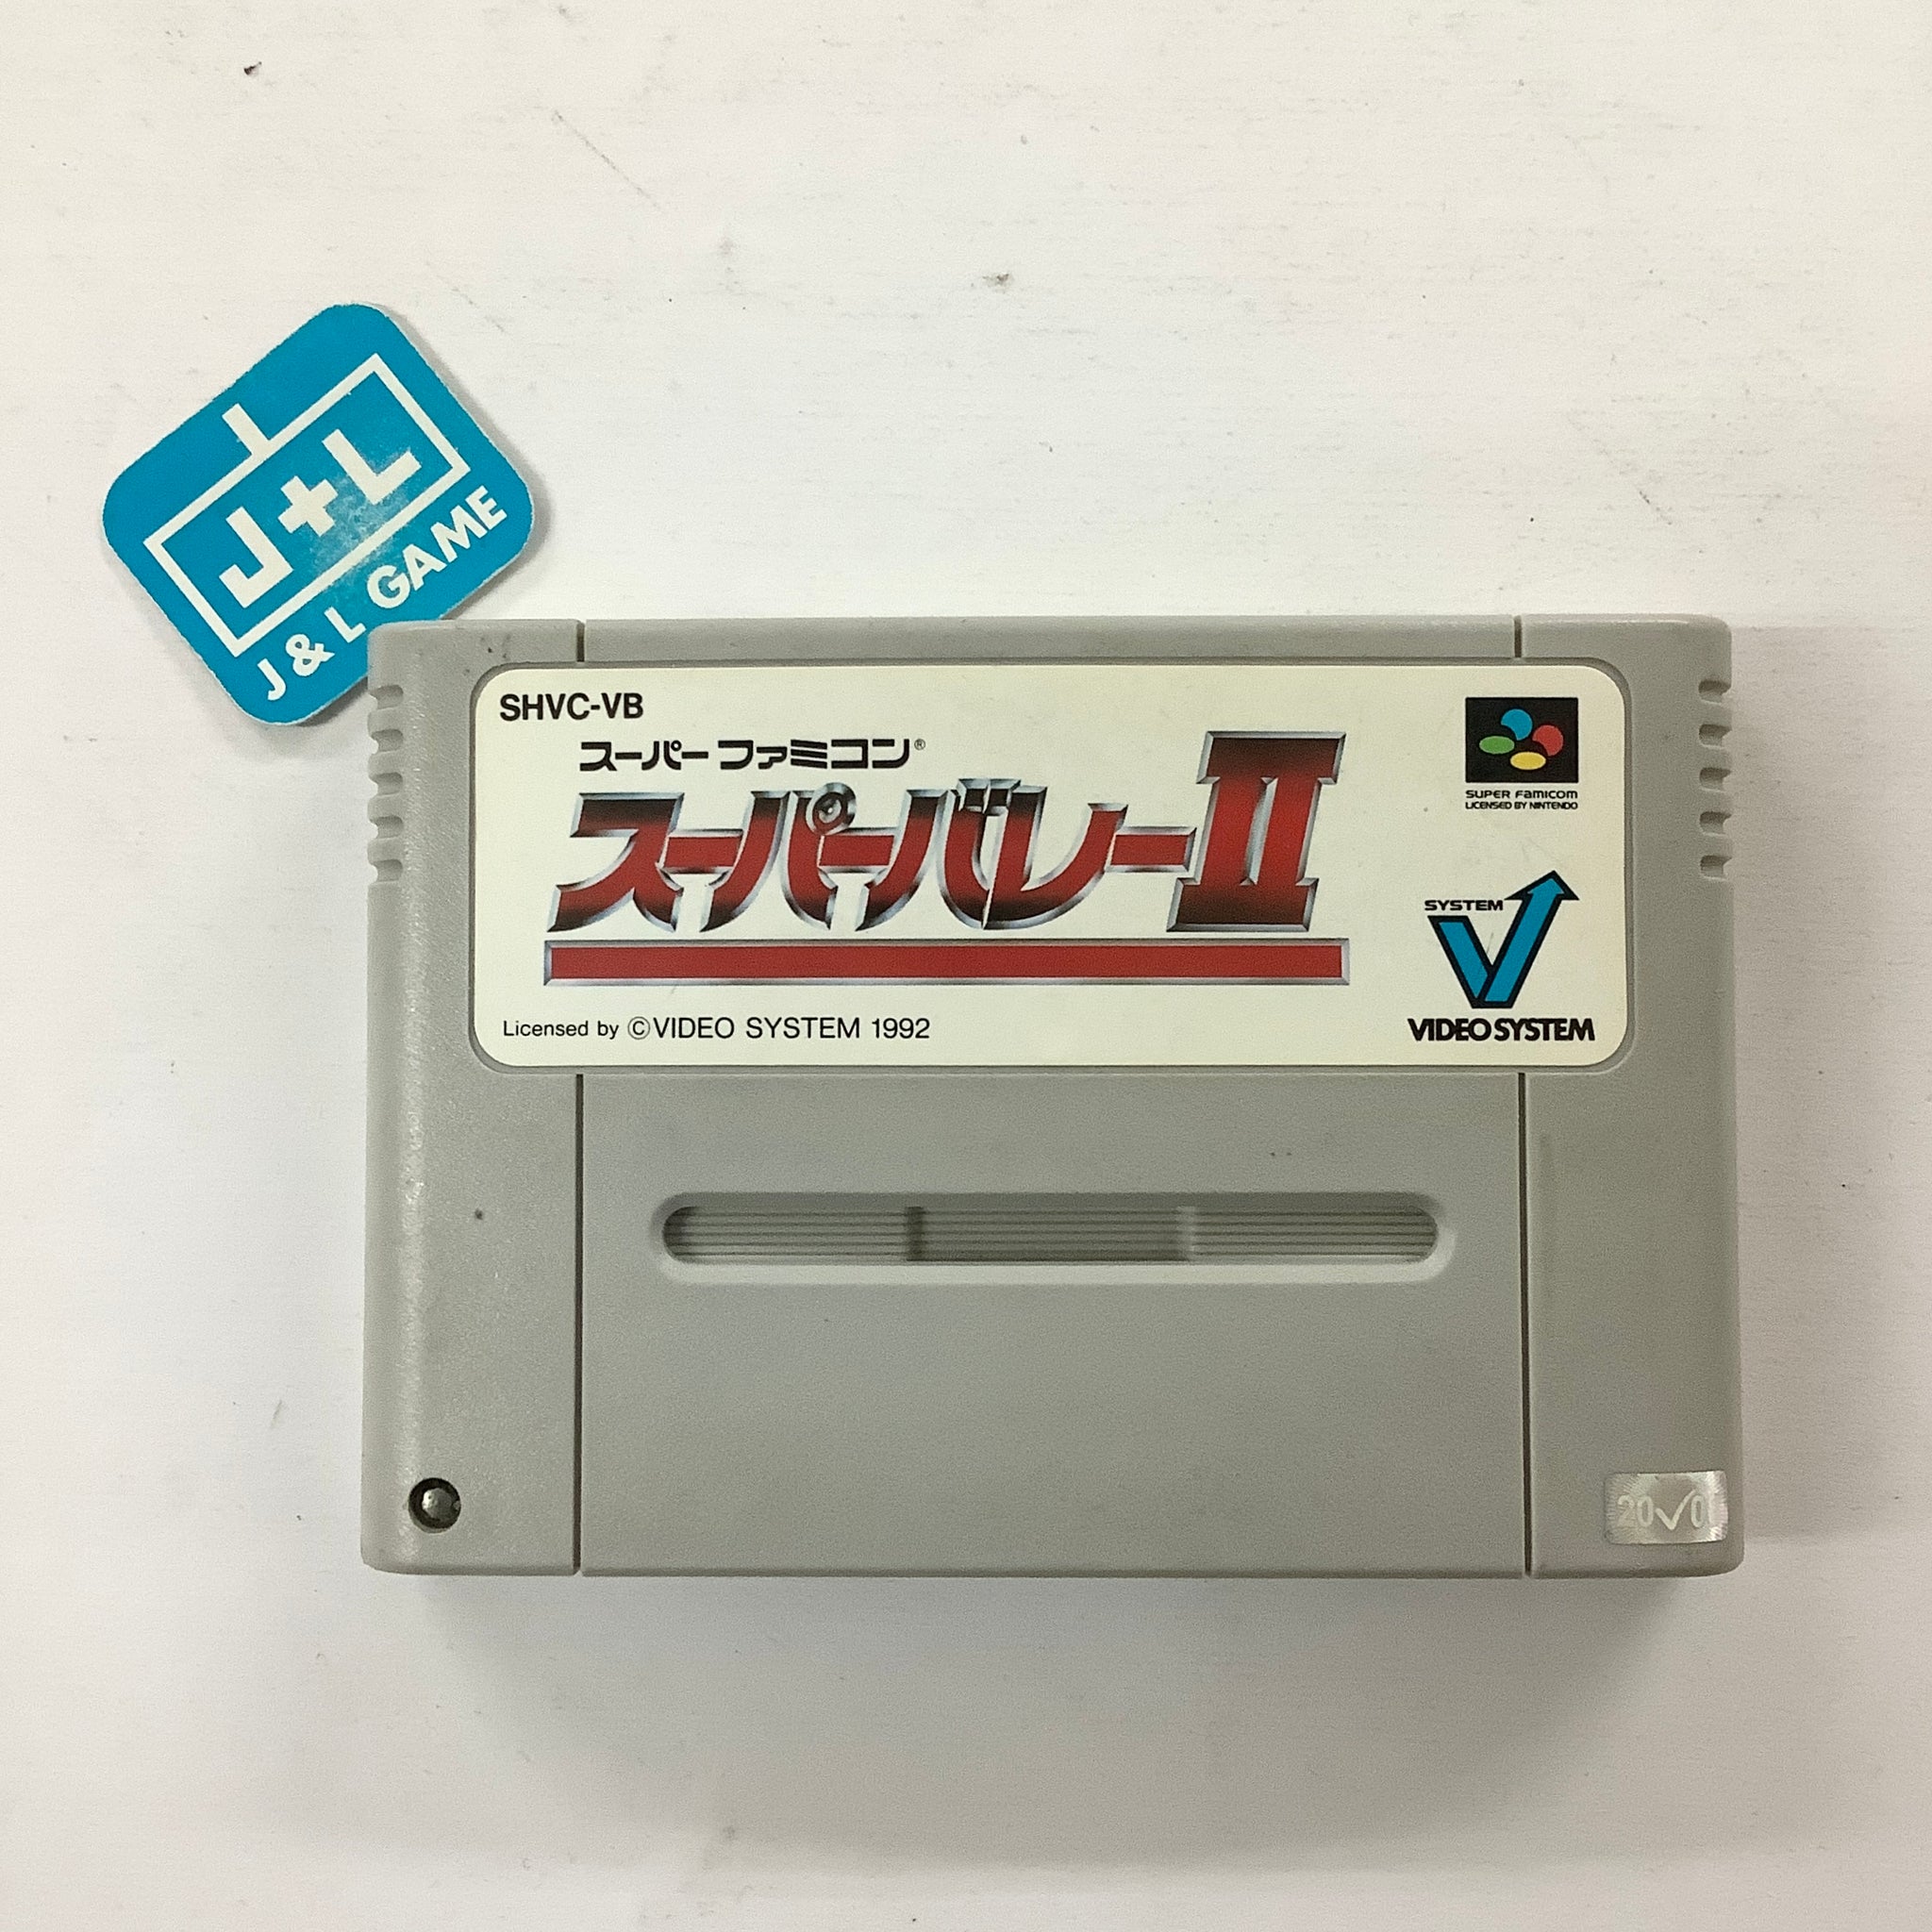 J+L
J & L GAME
SHVC-VB
スーパーファミコン®
スーパーバレーII
SUPER FAMICOM
LICENSED BY NINTENDO
SYSTEM
V
VIDEO SYSTEM
Licensed by ©VIDEO SYSTEM 1992